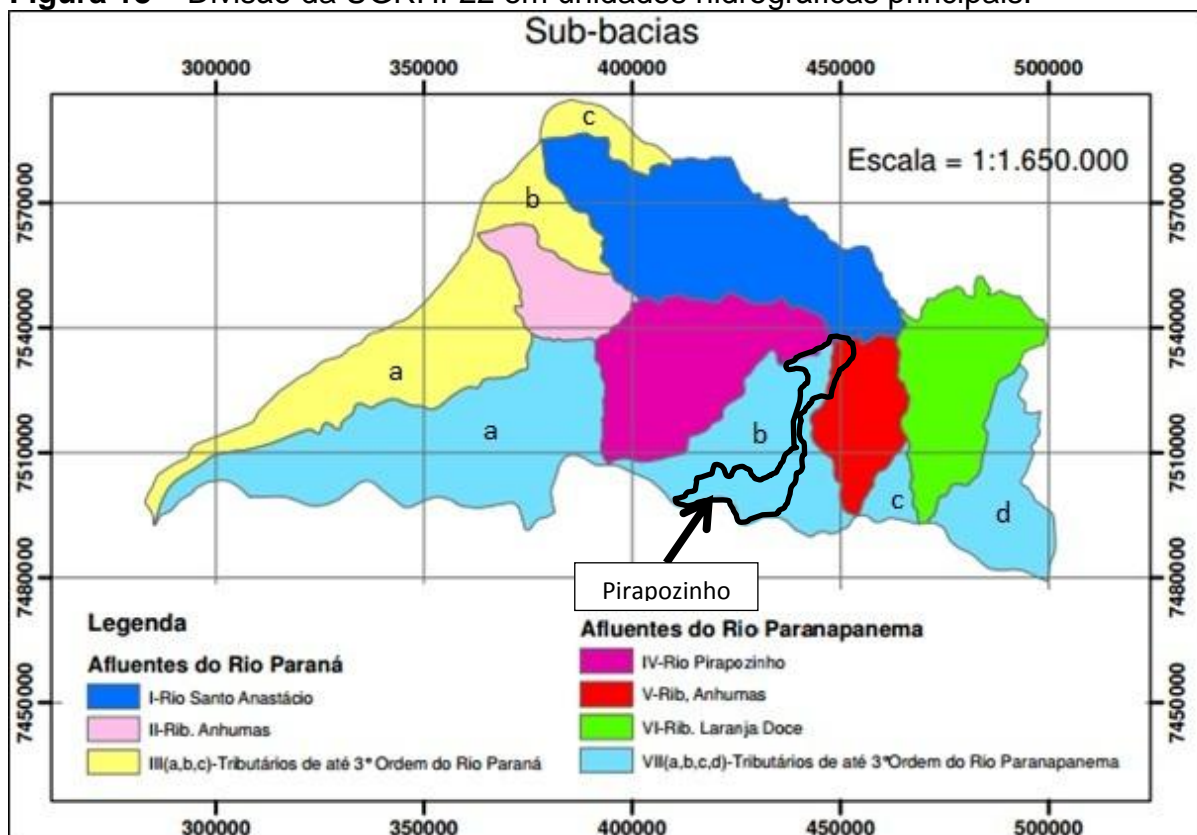 Figura 18 – Divisão da UGRHI-22 em unidades hidrográficas principais.
Sub-bacias
300000 350000 400000 450000 500000
Escala = 1:1.650.000
7570000 7570000
7540000 7540000
7510000 7510000
7480000 7480000
7450000 7450000
c
b
a
a
b
c
d
Pirapozinho
Legenda
Afluentes do Rio Paraná
I-Rio Santo Anastácio
II-Rib. Anhumas
III(a,b,c)-Tributários de até 3ª Ordem do Rio Paraná
Afluentes do Rio Paranapanema
IV-Rio Pirapozinho
V-Rib, Anhumas
VI-Rib. Laranja Doce
VII(a,b,c,d)-Tributários de até 3ªOrdem do Rio Paranapanema
300000 350000 400000 450000 500000